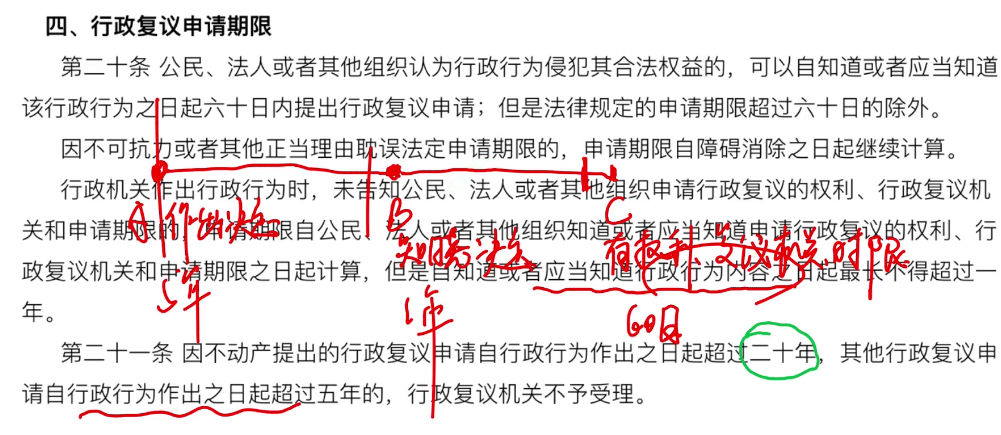 四、行政复议申请期限
第二十条 公民、法人或者其他组织认为行政行为侵犯其合法权益的，可以自知道或者应当知道
该行政行为之日起六十日内提出行政复议申请；但是法律规定的申请期限超过六十日的除外。
因不可抗力或者其他正当理由耽误法定申请期限的，申请期限自障碍消除之日起继续计算。
行政机关作出行政行为时，未告知公民、法人或者其他组织申请行政复议的权利、行政复议机
关和申请期限的，申请期限自公民、法人或者其他组织知道或者应当知道申请行政复议的权利、行
政复议机关和申请期限之日起计算，但是自知道或者应当知道行政行为内容之日起最长不得超过一
年。
A 作出决定
B
知晓决定
C
有权利、复议机关、时限
5年
1年
60日
第二十一条 因不动产提出的行政复议申请自行政行为作出之日起超过二十年，其他行政复议申
请自行政行为作出之日起超过五年的，行政复议机关不予受理。